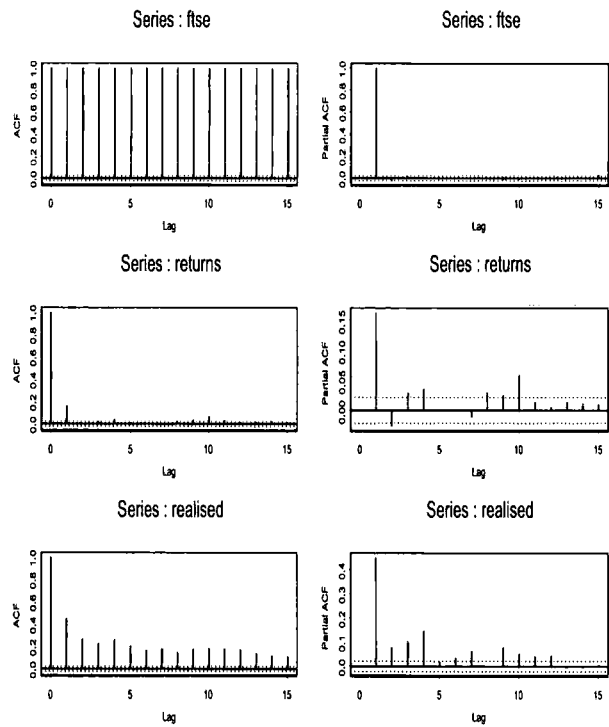 Series : ftse
ACF
0.0 0.2 0.4 0.6 0.8 1.0
0 5 10 15
Lag
Series : ftse
Partial ACF
0.0 0.2 0.4 0.6 0.8 1.0
0 5 10 15
Lag
Series : returns
ACF
0.0 0.2 0.4 0.6 0.8 1.0
0 5 10 15
Lag
Series : returns
Partial ACF
0.00 0.05 0.10 0.15
0 5 10 15
Lag
Series : realised
ACF
0.0 0.2 0.4 0.6 0.8 1.0
0 5 10 15
Lag
Series : realised
Partial ACF
0.0 0.1 0.2 0.3 0.4
0 5 10 15
Lag